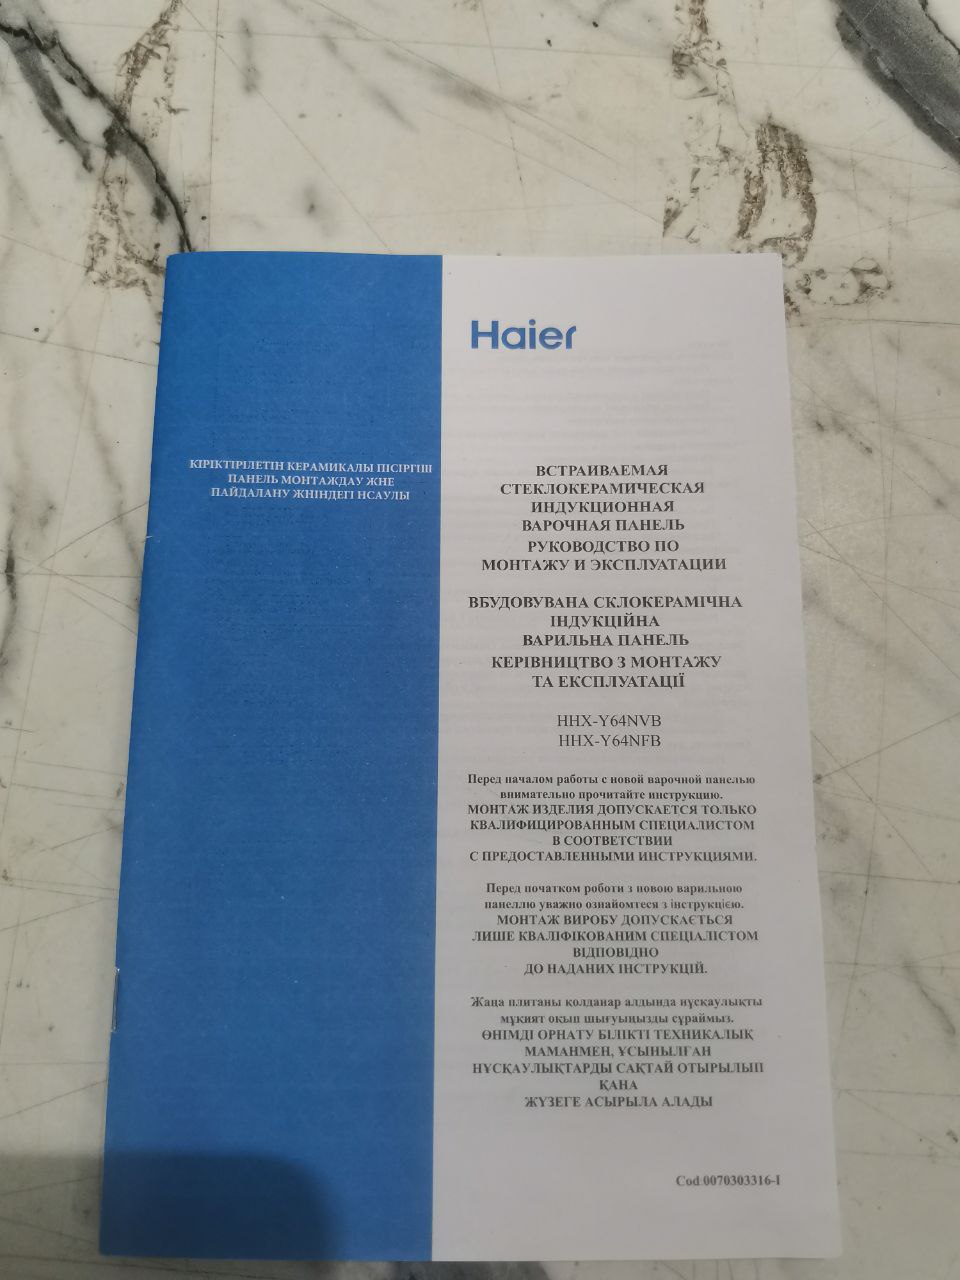 Haier
КІРІКТІРІЛЕТІН КЕРАМИКАЛЫ ПІСІРГІШ
ПАНЕЛЬ МОНТАЖДАУ ЖНЕ
ПАЙДАЛАНУ ЖНІНДЕГІ НСАУЛЫ
ВСТРАИВАЕМАЯ
СТЕКЛОКЕРАМИЧЕСКАЯ
ИНДУКЦИОННАЯ
ВАРОЧНАЯ ПАНЕЛЬ
РУКОВОДСТВО ПО
МОНТАЖУ И ЭКСПЛУАТАЦИИ
ВБУДОВУВАНА СКЛОКЕРАМІЧНА
ІНДУКЦІЙНА
ВАРИЛЬНА ПАНЕЛЬ
КЕРІВНИЦТВО З МОНТАЖУ
ТА ЕКСПЛУАТАЦІЇ
HHX-Y64NVB
HHX-Y64NFB
Перед началом работы с новой варочной панелью
внимательно прочитайте инструкцию.
МОНТАЖ ИЗДЕЛИЯ ДОПУСКАЕТСЯ ТОЛЬКО
КВАЛИФИЦИРОВАННЫМ СПЕЦИАЛИСТОМ
В СООТВЕТСТВИИ
С ПРЕДОСТАВЛЕННЫМИ ИНСТРУКЦИЯМИ.
Перед початком роботи з новою варильною
панеллю уважно ознайомтеся з інструкцією.
МОНТАЖ ВИРОБУ ДОПУСКАЄТЬСЯ
ЛИШЕ КВАЛІФІКОВАНИМ СПЕЦІАЛІСТОМ
ВІДПОВІДНО
ДО НАДАНИХ ІНСТРУКЦІЙ.
Жаңа плитаны қолданар алдында нұсқаулықты
мұқият оқып шығуыңызды сұраймыз.
ӨНІМДІ ОРНАТУ БІЛІКТІ ТЕХНИКАЛЫҚ
МАМАНМЕН, ҰСЫНЫЛҒАН
НҰСҚАУЛЫҚТАРДЫ САҚТАЙ ОТЫРЫЛЫП
ҚАНА
ЖҮЗЕГЕ АСЫРЫЛА АЛАДЫ
Cod.0070303316-I